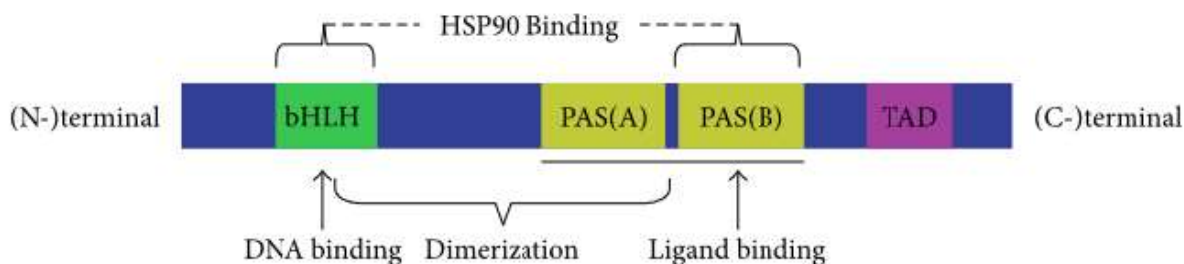 HSP90 Binding
(N-)terminal bHLH PAS(A) PAS(B) TAD (C-)terminal
DNA binding Dimerization Ligand binding